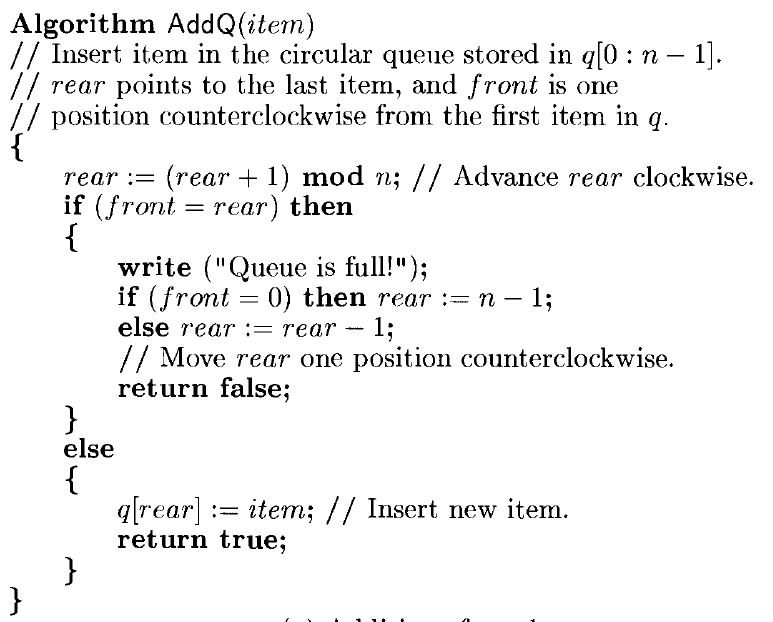 Algorithm AddQ(item)
// Insert item in the circular queue stored in q[0 : n − 1].
// rear points to the last item, and front is one
// position counterclockwise from the first item in q.
{
rear := (rear + 1) mod n; // Advance rear clockwise.
if (front = rear) then
{
write ("Queue is full!");
if (front = 0) then rear := n − 1;
else rear := rear − 1;
// Move rear one position counterclockwise.
return false;
}
else
{
q[rear] := item; // Insert new item.
return true;
}
}